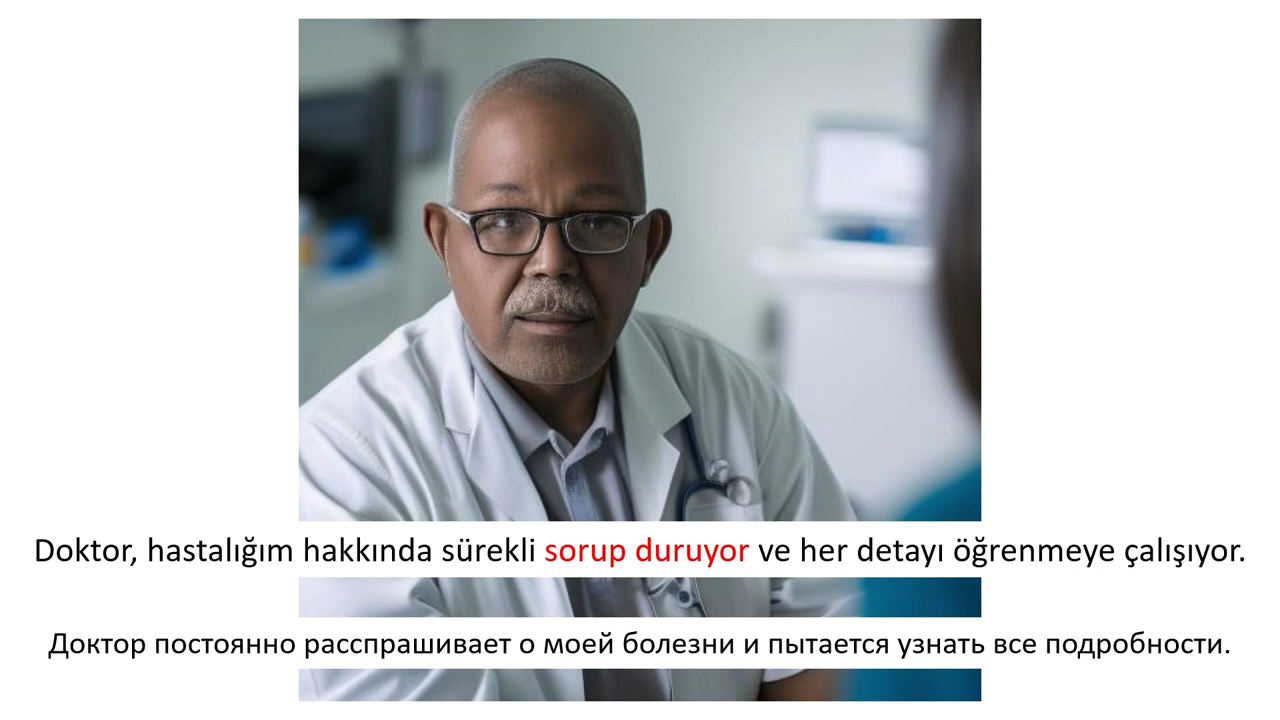 Doktor, hastalığım hakkında sürekli sorup duruyor ve her detayı öğrenmeye çalışıyor.
Доктор постоянно расспрашивает о моей болезни и пытается узнать все подробности.